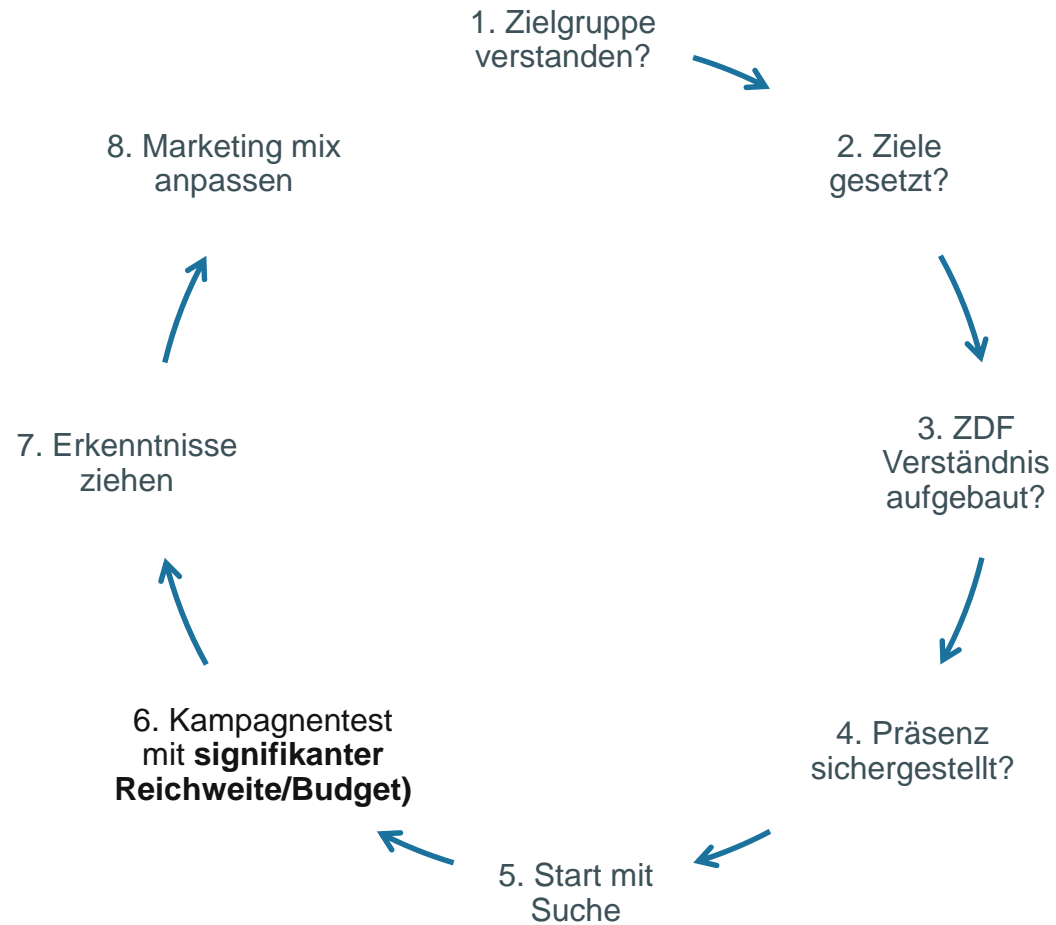 1. Zielgruppe
verstanden?
2. Ziele
gesetzt?
3. ZDF
Verständnis
aufgebaut?
4. Präsenz
sichergestellt?
5. Start mit
Suche
6. Kampagnentest
mit signifikanter
Reichweite/Budget)
7. Erkenntnisse
ziehen
8. Marketing mix
anpassen